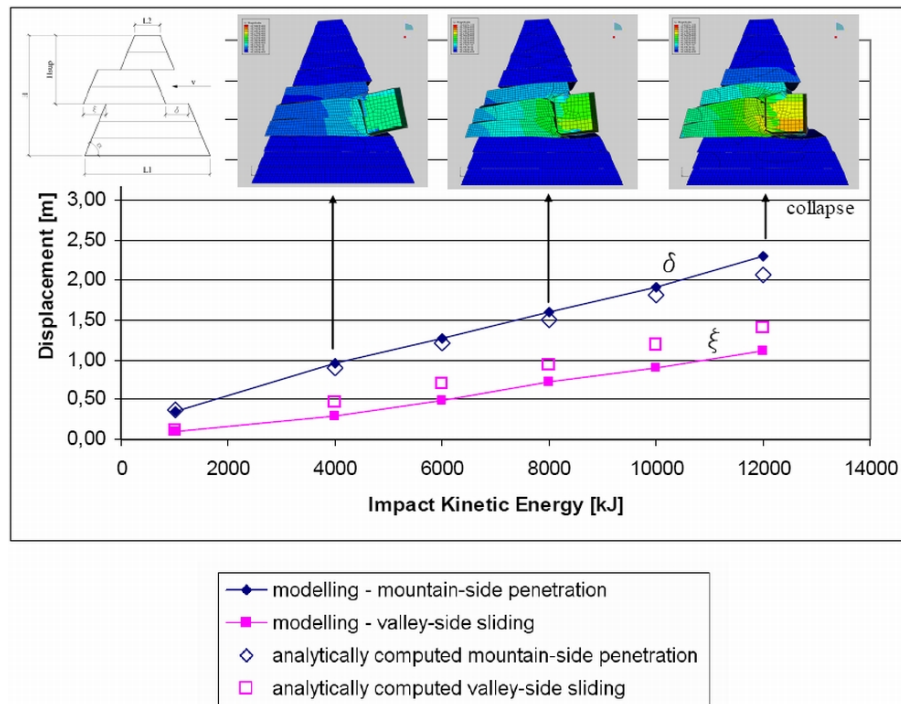 L2
Hsup
v
ξ
δ
L1
collapse
3,00
2,50
2,00
1,50
1,00
0,50
0,00
Displacement [m]
δ
ξ
0
2000
4000
6000
8000
10000
12000
14000
Impact Kinetic Energy [kJ]
modelling - mountain-side penetration
modelling - valley-side sliding
analytically computed mountain-side penetration
analytically computed valley-side sliding